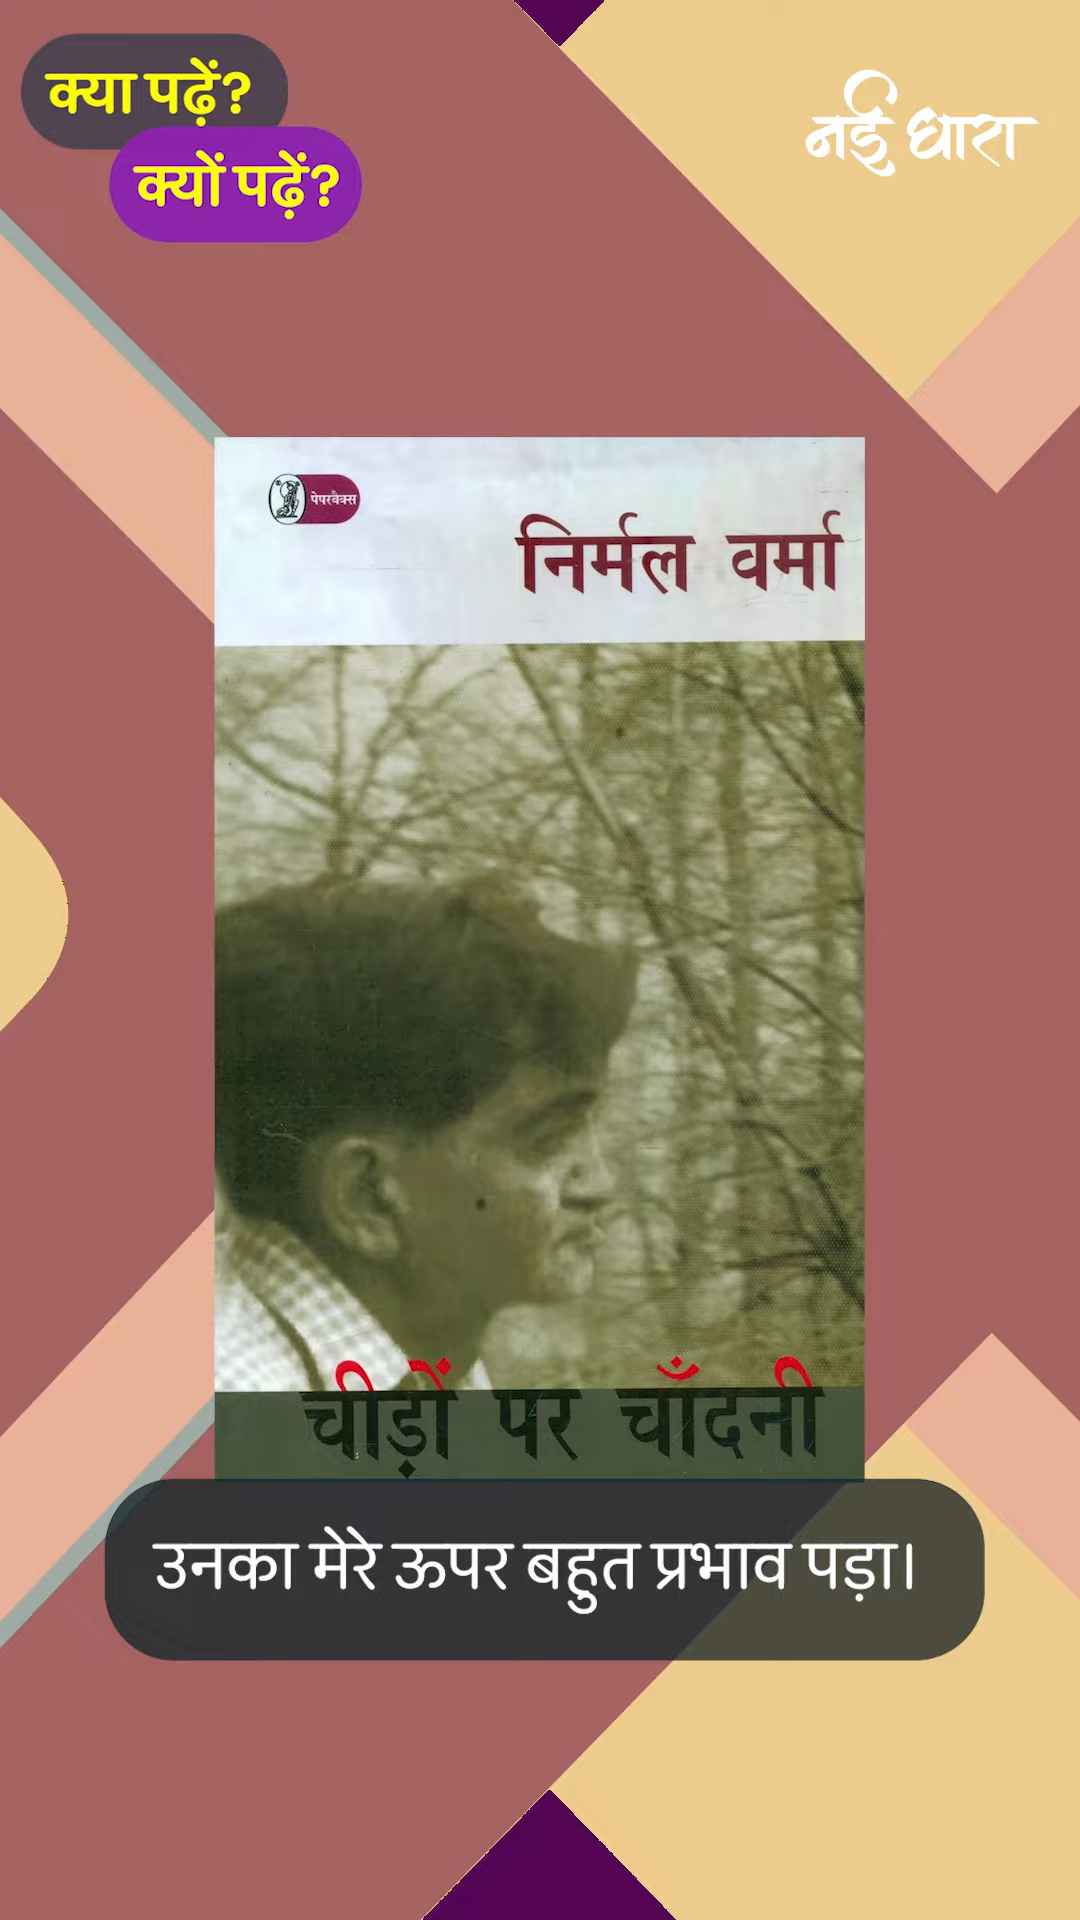 क्या पढ़ें?
क्यों पढ़ें?
नई धारा
पेपरबैक्स
निर्मल वर्मा
चीड़ों पर चाँदनी
उनका मेरे ऊपर बहुत प्रभाव पड़ा।